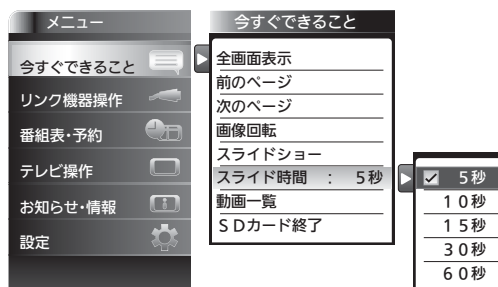 メニュー
今すぐできること
リンク機器操作
番組表・予約
テレビ操作
お知らせ・情報
設定
今すぐできること
全画面表示
前のページ
次のページ
画像回転
スライドショー
スライド時間 ： 5秒
動画一覧
ＳＤカード終了
5秒
１０秒
１５秒
３０秒
６０秒